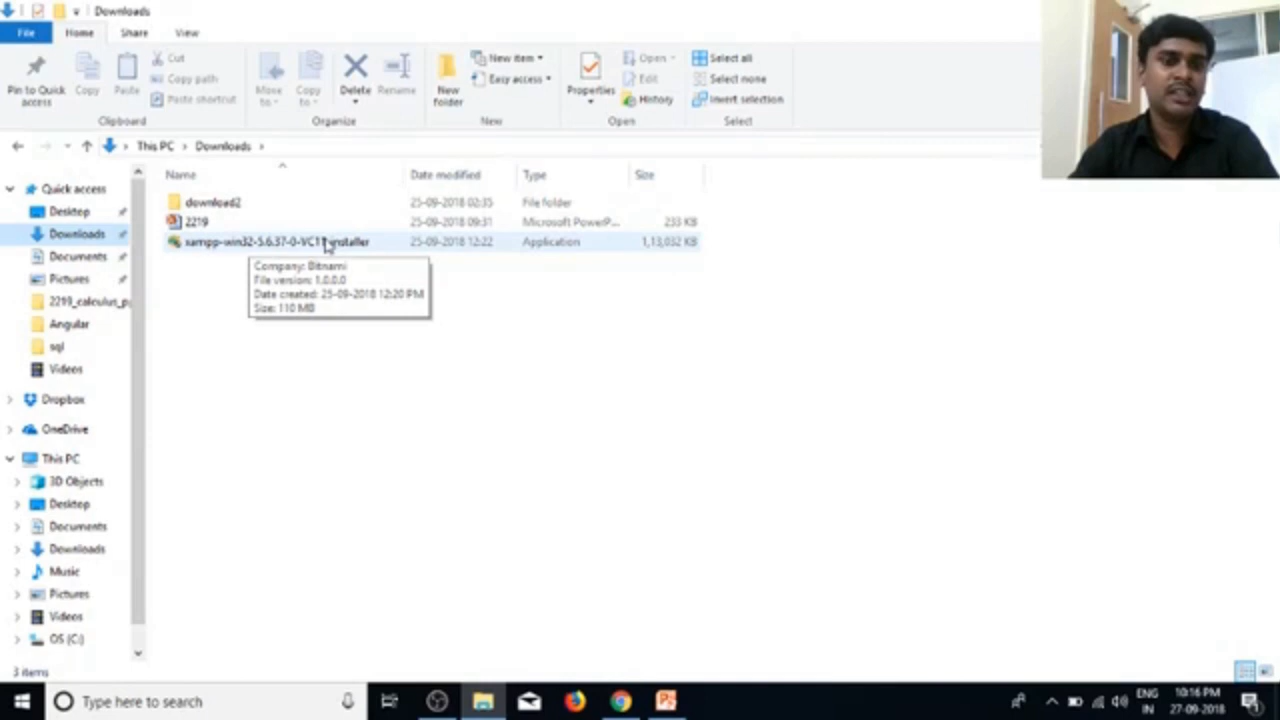 Downloads
File Home Share View
Pin to Quick access
Copy
Paste
Cut
Copy path
Paste shortcut
Clipboard
Move to
Copy to
Delete
Rename
Organize
New folder
New item
Easy access
New
Properties
Open
Edit
History
Open
Select all
Select none
Invert selection
Select
This PC > Downloads >
Name Date modified Type Size
download2 25-09-2018 02:35 File folder
2219 25-09-2018 09:31 Microsoft PowerP... 233 KB
xampp-win32-5.6.37-0-VC11-installer 25-09-2018 12:22 Application 1,13,032 KB
Company: Bitnami
File version: 1.0.0.0
Date created: 25-09-2018 12:20 PM
Size: 110 MB
Quick access
Desktop
Downloads
Documents
Pictures
2219_calculus_p
Angular
sql
Videos
Dropbox
OneDrive
This PC
3D Objects
Desktop
Documents
Downloads
Music
Pictures
Videos
OS (C:)
3 items
Type here to search
ENG
IN
10:16 PM
27-09-2018